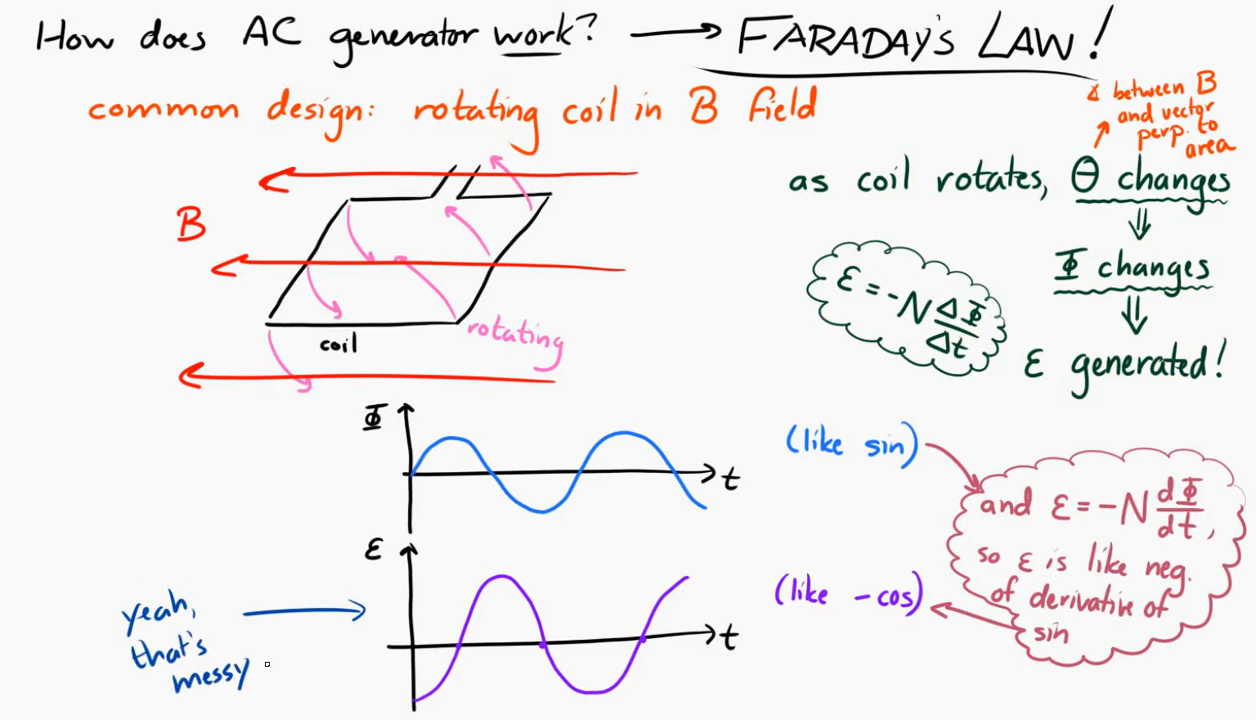 How does AC generator work? → FARADAY'S LAW!
common design: rotating coil in B field
∡ between B
and vector
perp. to
area
as coil rotates, Θ changes
⇓
B
Φ changes
ε = -N ΔΦ/Δt
⇓
ε generated!
rotating
coil
Φ
t
(like sin)
and ε = -N dΦ/dt,
so ε is like neg.
of derivative of
sin
ε
t
(like -cos)
yeah,
that's
messy